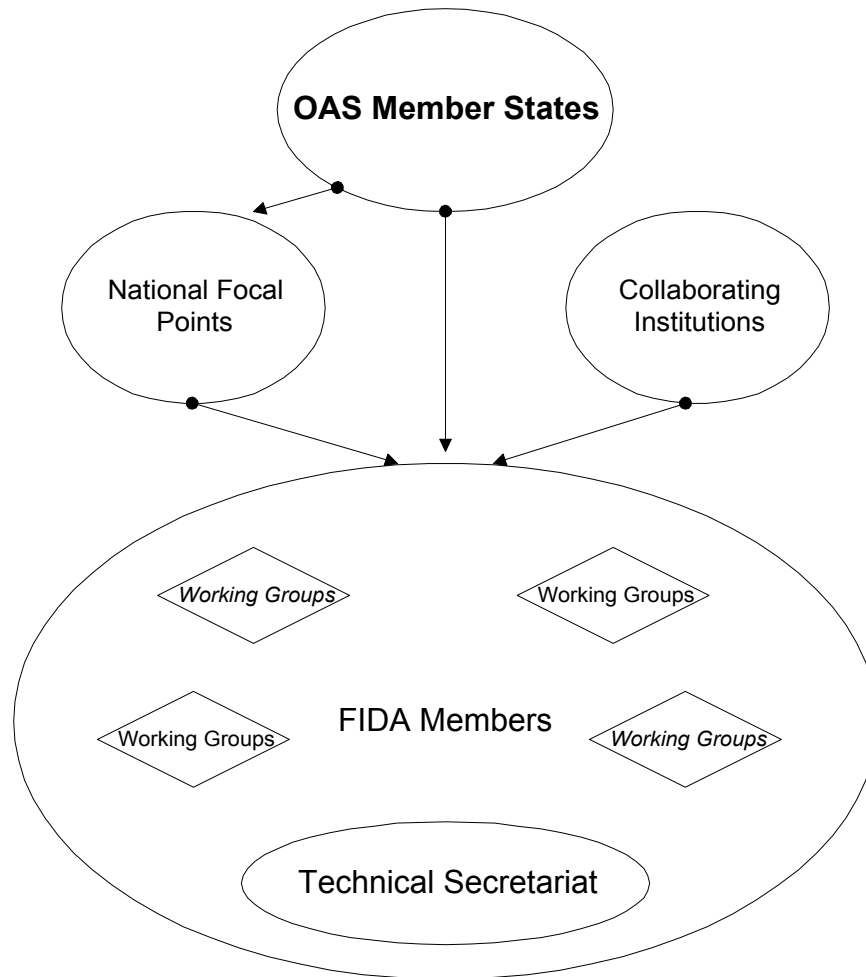 OAS Member States
National Focal
Points
Collaborating
Institutions
Working Groups
Working Groups
FIDA Members
Working Groups
Working Groups
Technical Secretariat